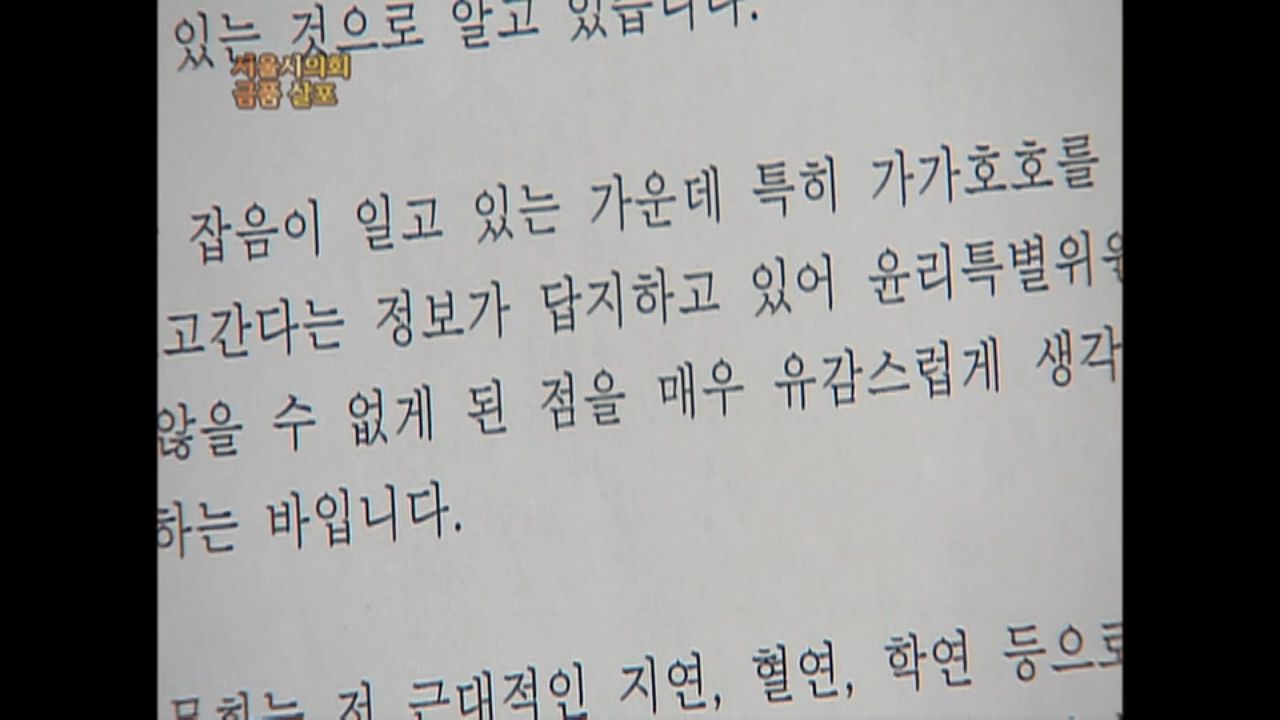 있는 것으로 알고 있습니다.
서울시의회
금품 살포
잡음이 일고 있는 가운데 특히 가가호호를
고간다는 정보가 답지하고 있어 윤리특별위원
않을 수 없게 된 점을 매우 유감스럽게 생각
하는 바입니다.
전 근대적인 지연, 혈연, 학연 등으로